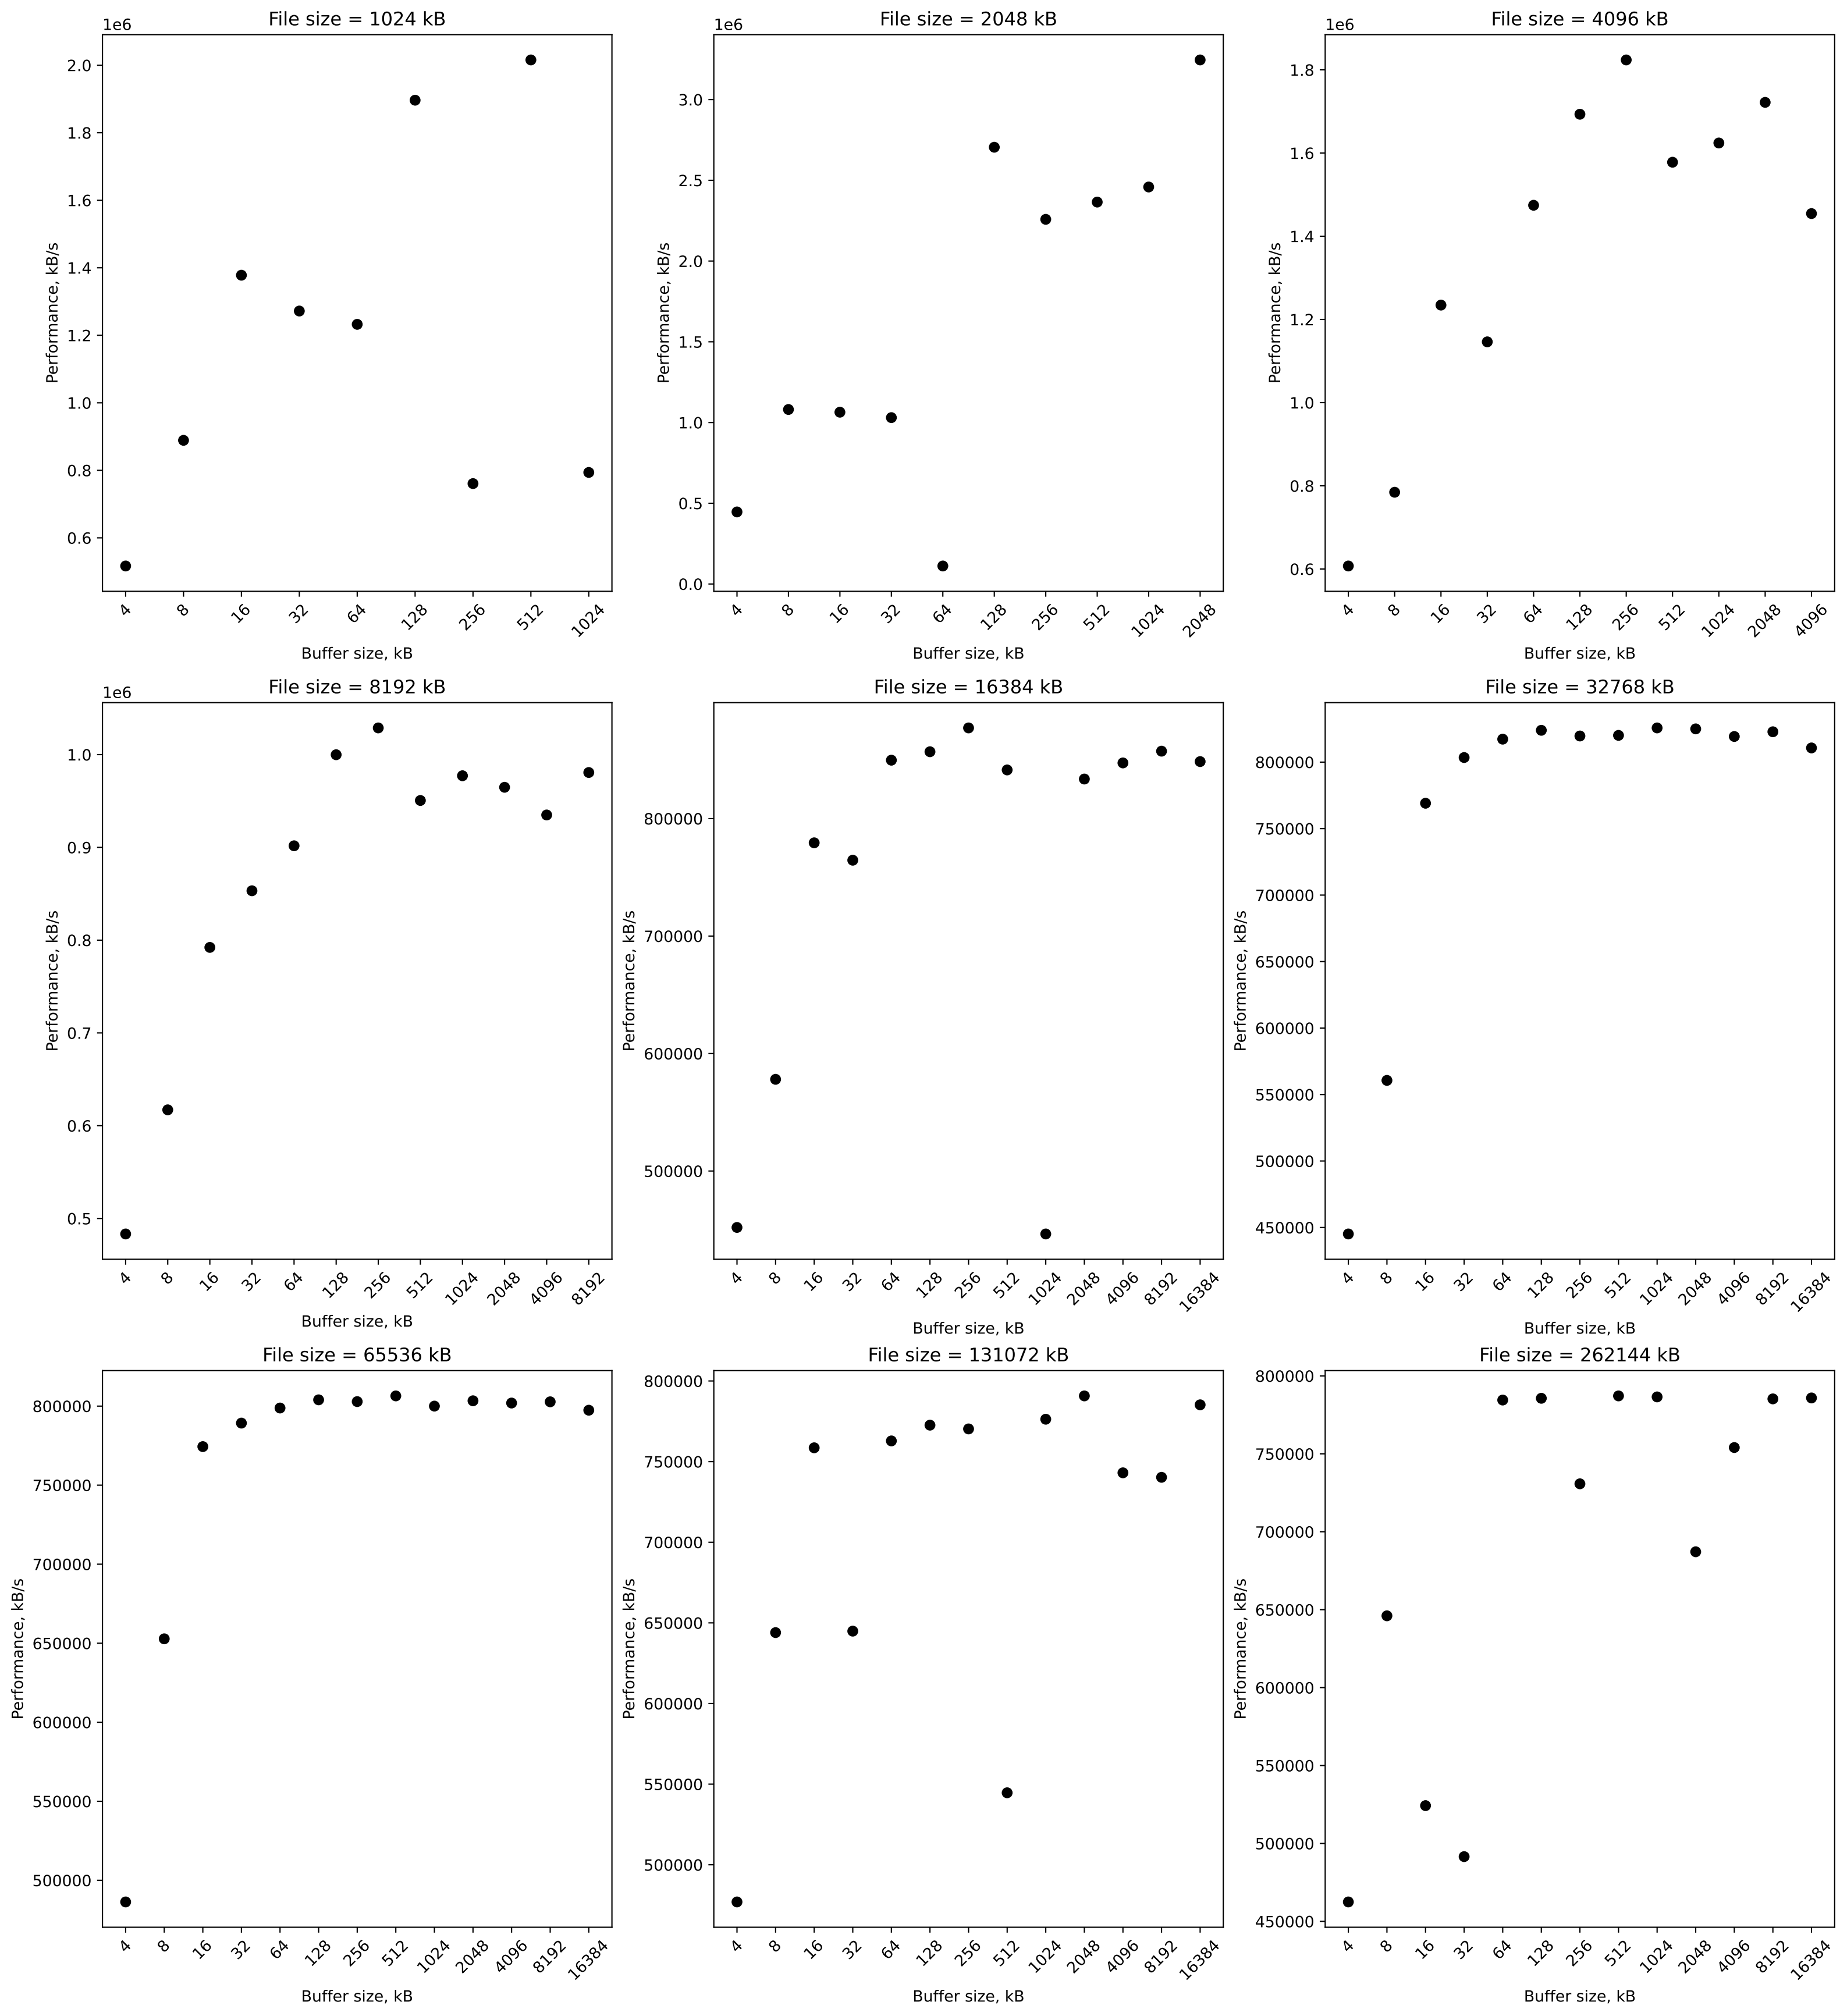 File size = 1024 kB
1e6
2.0
1.8
1.6
1.4
1.2
1.0
0.8
0.6
Performance, kB/s
4 8 16 32 64 128 256 512 1024
Buffer size, kB
File size = 2048 kB
1e6
3.0
2.5
2.0
1.5
1.0
0.5
0.0
Performance, kB/s
4 8 16 32 64 128 256 512 1024 2048
Buffer size, kB
File size = 4096 kB
1e6
1.8
1.6
1.4
1.2
1.0
0.8
0.6
Performance, kB/s
4 8 16 32 64 128 256 512 1024 2048 4096
Buffer size, kB
File size = 8192 kB
1e6
1.0
0.9
0.8
0.7
0.6
0.5
Performance, kB/s
4 8 16 32 64 128 256 512 1024 2048 4096 8192
Buffer size, kB
File size = 16384 kB
800000
700000
600000
500000
Performance, kB/s
4 8 16 32 64 128 256 512 1024 2048 4096 8192 16384
Buffer size, kB
File size = 32768 kB
800000
750000
700000
650000
600000
550000
500000
450000
Performance, kB/s
4 8 16 32 64 128 256 512 1024 2048 4096 8192 16384
Buffer size, kB
File size = 65536 kB
800000
750000
700000
650000
600000
550000
500000
Performance, kB/s
4 8 16 32 64 128 256 512 1024 2048 4096 8192 16384
Buffer size, kB
File size = 131072 kB
800000
750000
700000
650000
600000
550000
500000
Performance, kB/s
4 8 16 32 64 128 256 512 1024 2048 4096 8192 16384
Buffer size, kB
File size = 262144 kB
800000
750000
700000
650000
600000
550000
500000
450000
Performance, kB/s
4 8 16 32 64 128 256 512 1024 2048 4096 8192 16384
Buffer size, kB